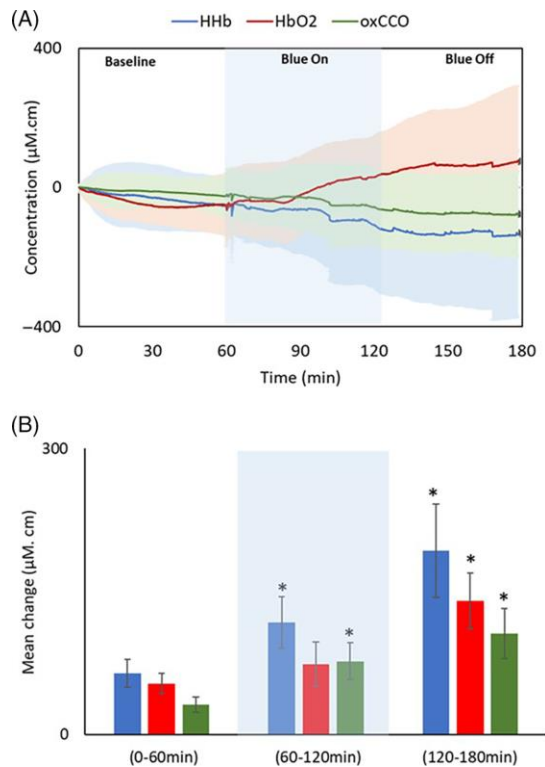 (A)
HHb HbO2 oxCCO
400
Baseline Blue On Blue Off
Concentration (µM.cm)
0
−400
0 30 60 90 120 150 180
Time (min)
(B)
300
* * * * *
Mean change (µM. cm)
0
(0-60min) (60-120min) (120-180min)